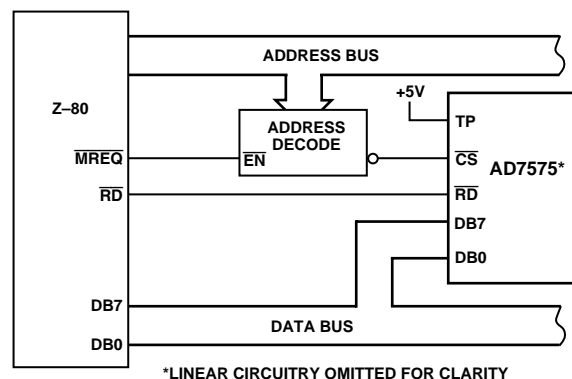 ADDRESS BUS
Z–80
+5V
TP
ADDRESS
DECODE
MREQ
EN
CS
AD7575*
RD
RD
DB7
DB0
DB7
DATA BUS
DB0
*LINEAR CIRCUITRY OMITTED FOR CLARITY